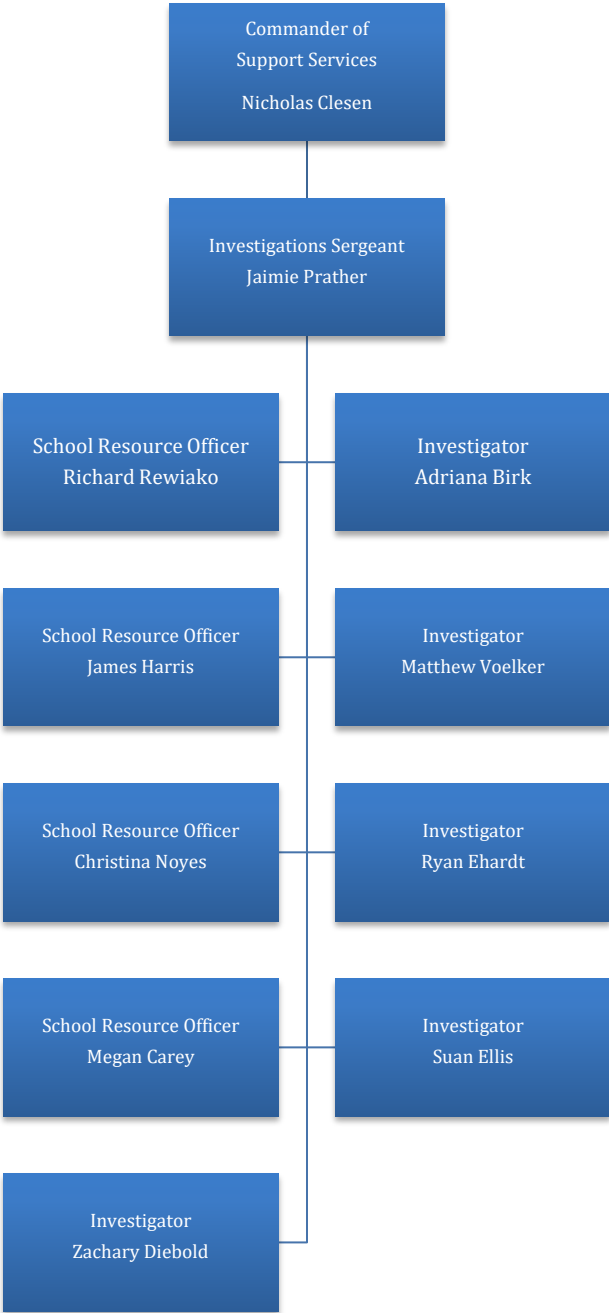 Commander of
Support Services
Nicholas Clesen
Investigations Sergeant
Jaimie Prather
School Resource Officer
Richard Rewiako
Investigator
Adriana Birk
School Resource Officer
James Harris
Investigator
Matthew Voelker
School Resource Officer
Christina Noyes
Investigator
Ryan Ehardt
School Resource Officer
Megan Carey
Investigator
Suan Ellis
Investigator
Zachary Diebold